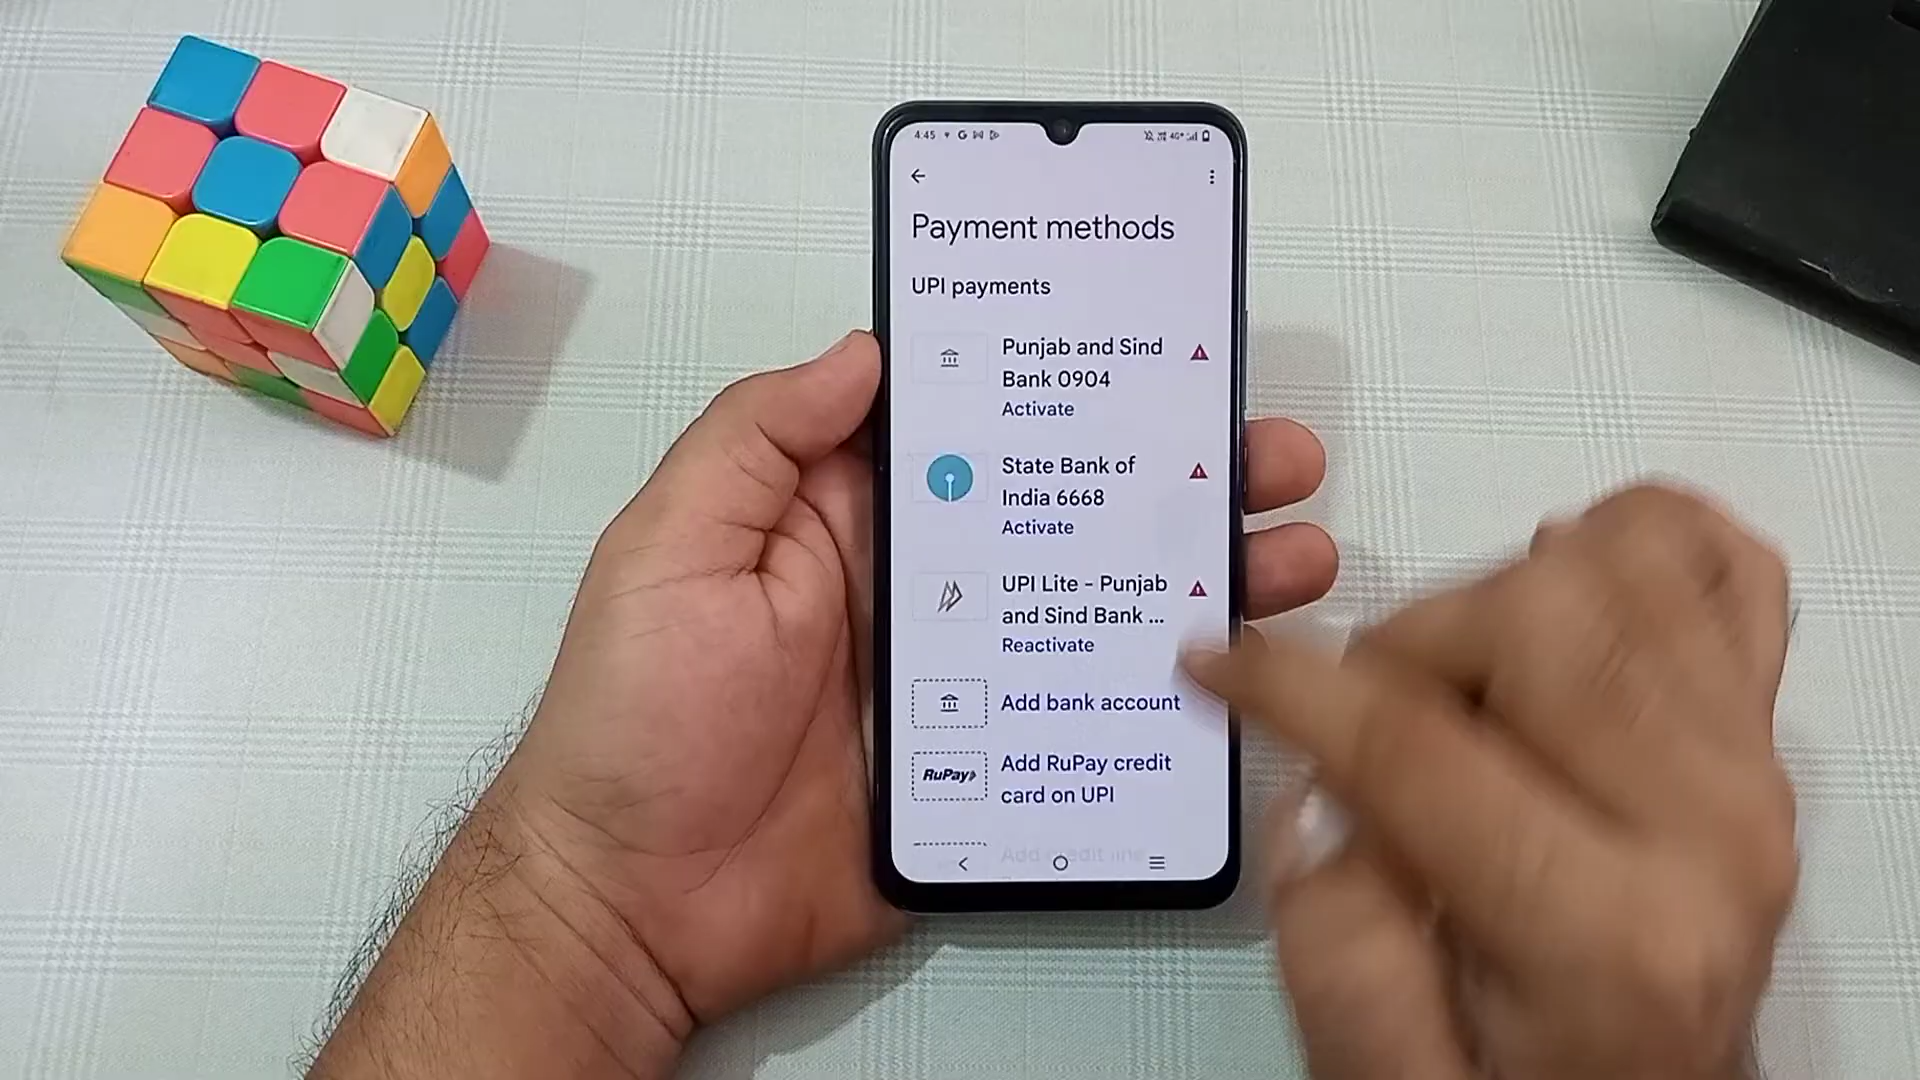 4:45
4G+
Payment methods
UPI payments
Punjab and Sind
Bank 0904
Activate
State Bank of
India 6668
Activate
UPI Lite - Punjab
and Sind Bank ...
Reactivate
Add bank account
RuPay
Add RuPay credit
card on UPI
Add credit line